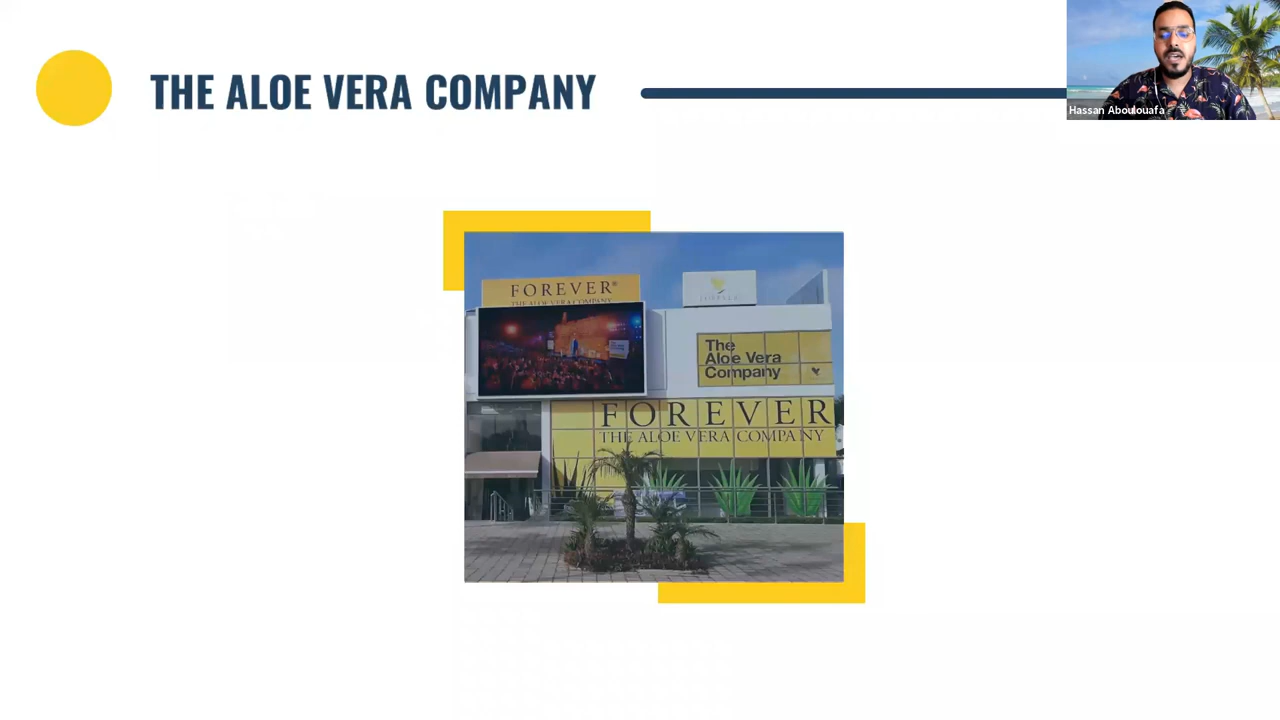 THE ALOE VERA COMPANY
Hassan Aboulouafa
FOREVER®
THE ALOE VERA COMPANY
The
Aloe Vera
Company
FOREVER
THE ALOE VERA COMPANY